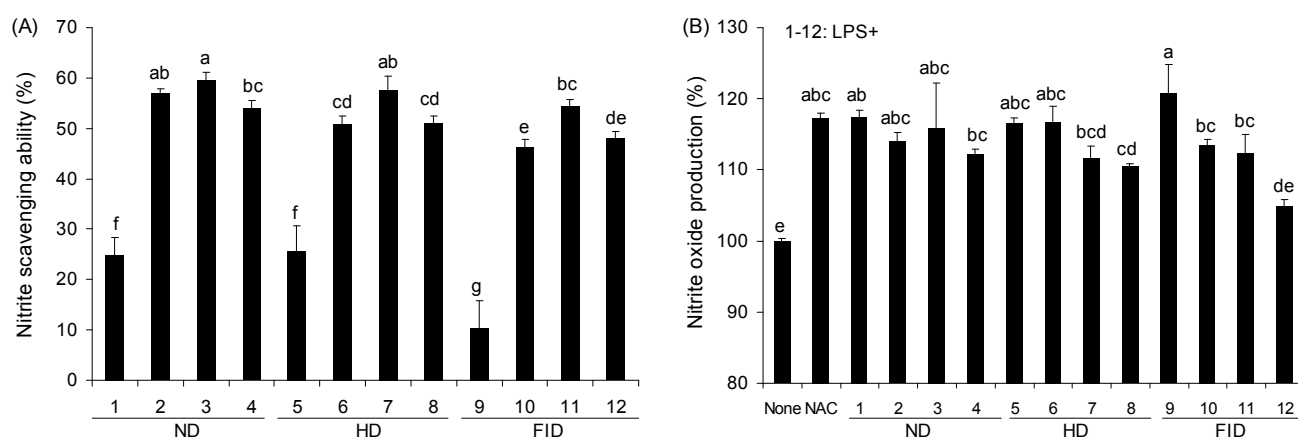 (A)
Nitrite scavenging ability (%)
70
60
50
40
30
20
10
0
f
ab
a
bc
f
cd
ab
cd
g
e
bc
de
1 2 3 4 5 6 7 8 9 10 11 12
ND HD FID
(B)
1-12: LPS+
Nitrite oxide production (%)
130
120
110
100
90
80
e
abc
ab
abc
abc
bc
abc
abc
bcd
cd
a
bc
bc
de
None NAC 1 2 3 4 5 6 7 8 9 10 11 12
ND HD FID